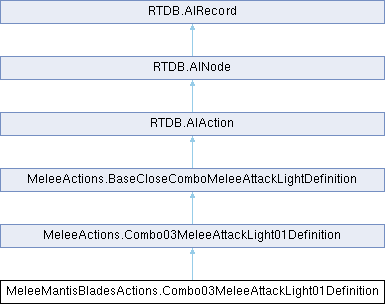 RTDB.AIRecord
RTDB.AINode
RTDB.AIAction
MeleeActions.BaseCloseComboMeleeAttackLightDefinition
MeleeActions.Combo03MeleeAttackLight01Definition
MeleeMantisBladesActions.Combo03MeleeAttackLight01Definition